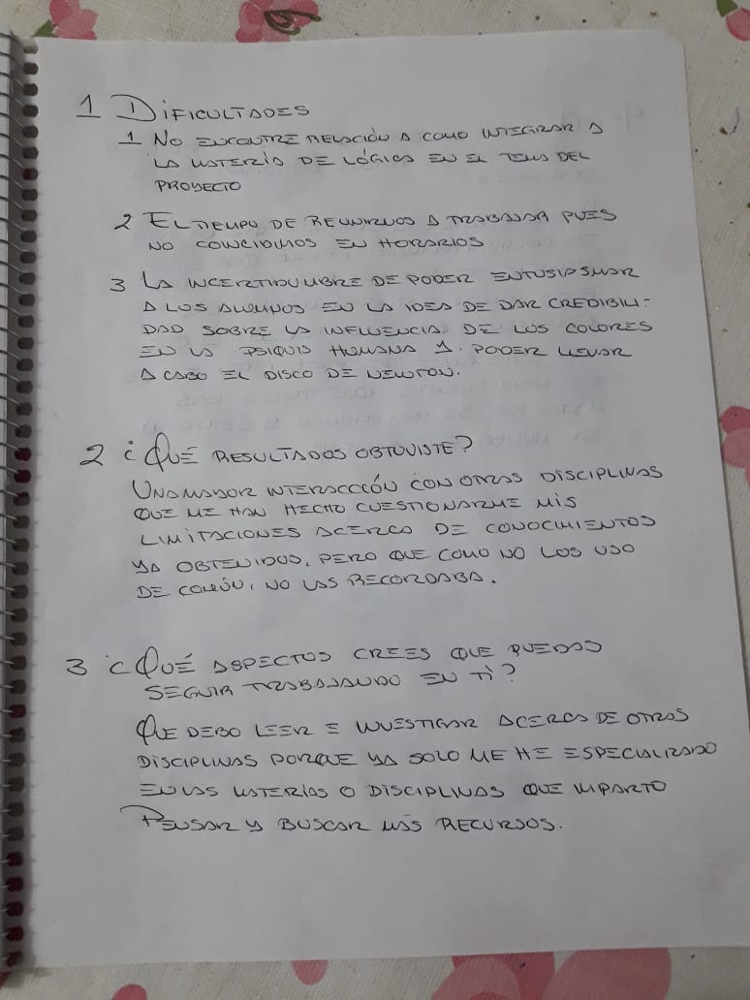 1 DIFICULTADES
1 NO ENCONTRE RELACIÓN A COMO INTEGRAR A
LA MATERIA DE LÓGICA EN EL TEMA DEL
PROYECTO
2 EL TIEMPO DE REUNIRNOS A TRABAJAR PUES
NO COINCIDIMOS EN HORARIOS
3 LA INCERTIDUMBRE DE PODER ENTUSIASMAR
A LOS ALUMNOS EN LA IDEA DE DAR CREDIBILI-
DAD SOBRE LA INFLUENCIA DE LOS COLORES
EN LA PSIQUIS HUMANA Y. PODER LLEVAR
A CABO EL DISCO DE NEWTON.
2 ¿QUÉ RESULTADOS OBTUVISTE?
UNA MAYOR INTERACCCIÓN CON OTRAS DISCIPLINAS
QUE ME HAN HECHO CUESTIONARME MIS
LIMITACIONES ACERCA DE CONOCIMIENTOS
YA OBTENIDOS, PERO QUE COMO NO LOS USO
DE COMÚN, NO LAS RECORDABA.
3 ¿QUÉ ASPECTOS CREES QUE PUEDAS
SEGUIR TRABAJANDO EN TÍ?
QUE DEBO LEER E INVESTIGAR ACERCA DE OTRAS
DISCIPLINAS PORQUE YA SOLO ME HE ESPECIALIZADO
EN LAS MATERIAS O DISCIPLINAS QUE IMPARTO
PENSAR Y BUSCAR MÁS RECURSOS.